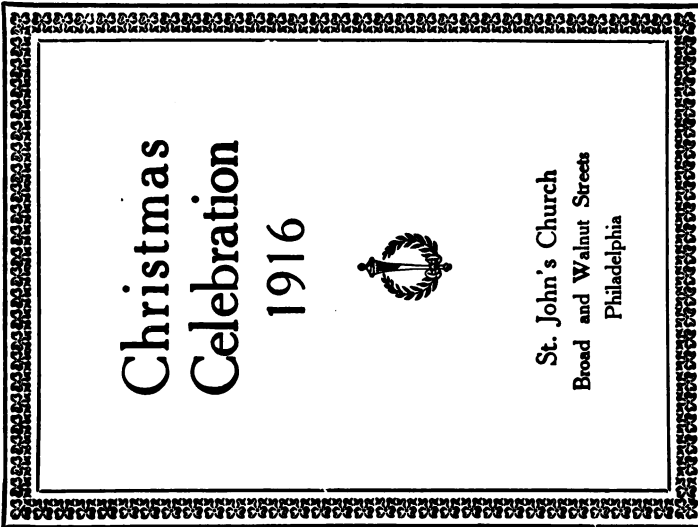 Christmas
Celebration
1916
St. John's Church
Broad and Walnut Streets
Philadelphia